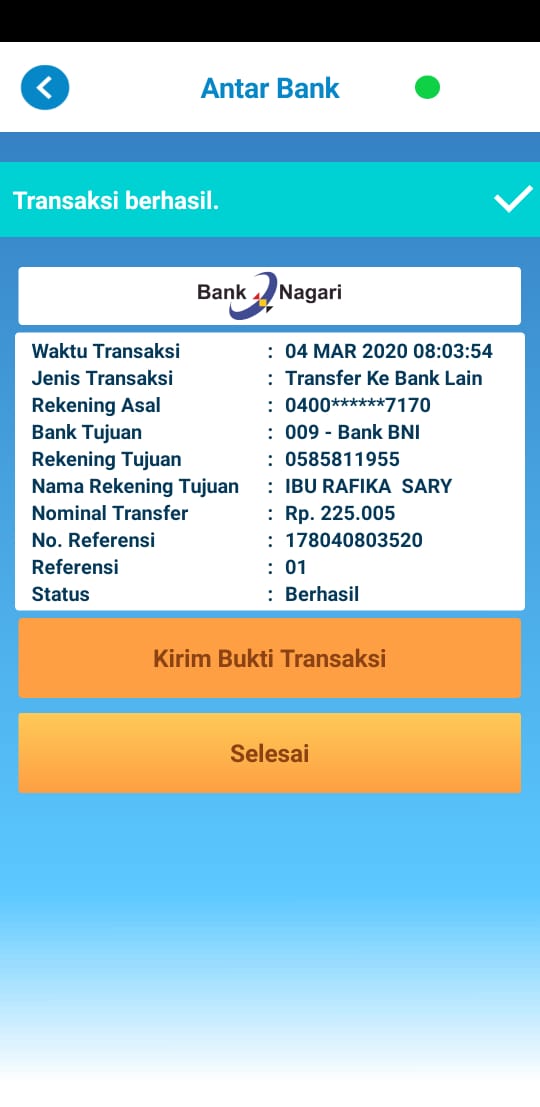 Antar Bank
Transaksi berhasil.
Bank Nagari
Waktu Transaksi : 04 MAR 2020 08:03:54
Jenis Transaksi : Transfer Ke Bank Lain
Rekening Asal : 0400******7170
Bank Tujuan : 009 - Bank BNI
Rekening Tujuan : 0585811955
Nama Rekening Tujuan : IBU RAFIKA  SARY
Nominal Transfer : Rp. 225.005
No. Referensi : 178040803520
Referensi : 01
Status : Berhasil
Kirim Bukti Transaksi
Selesai